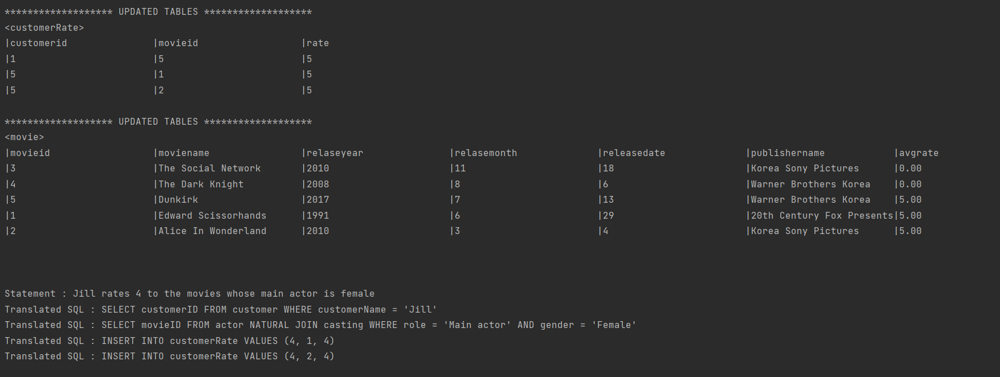 ******************* UPDATED TABLES *******************
<customerRate>
|customerid |movieid |rate
|1 |5 |5
|5 |1 |5
|5 |2 |5
******************* UPDATED TABLES *******************
<movie>
|movieid |moviename |relaseyear |relasemonth |releasedate |publishername |avgrate
|3 |The Social Network |2010 |11 |18 |Korea Sony Pictures |0.00
|4 |The Dark Knight |2008 |8 |6 |Warner Brothers Korea |0.00
|5 |Dunkirk |2017 |7 |13 |Warner Brothers Korea |5.00
|1 |Edward Scissorhands |1991 |6 |29 |20th Century Fox Presents|5.00
|2 |Alice In Wonderland |2010 |3 |4 |Korea Sony Pictures |5.00
Statement : Jill rates 4 to the movies whose main actor is female
Translated SQL : SELECT customerID FROM customer WHERE customerName = 'Jill'
Translated SQL : SELECT movieID FROM actor NATURAL JOIN casting WHERE role = 'Main actor' AND gender = 'Female'
Translated SQL : INSERT INTO customerRate VALUES (4, 1, 4)
Translated SQL : INSERT INTO customerRate VALUES (4, 2, 4)